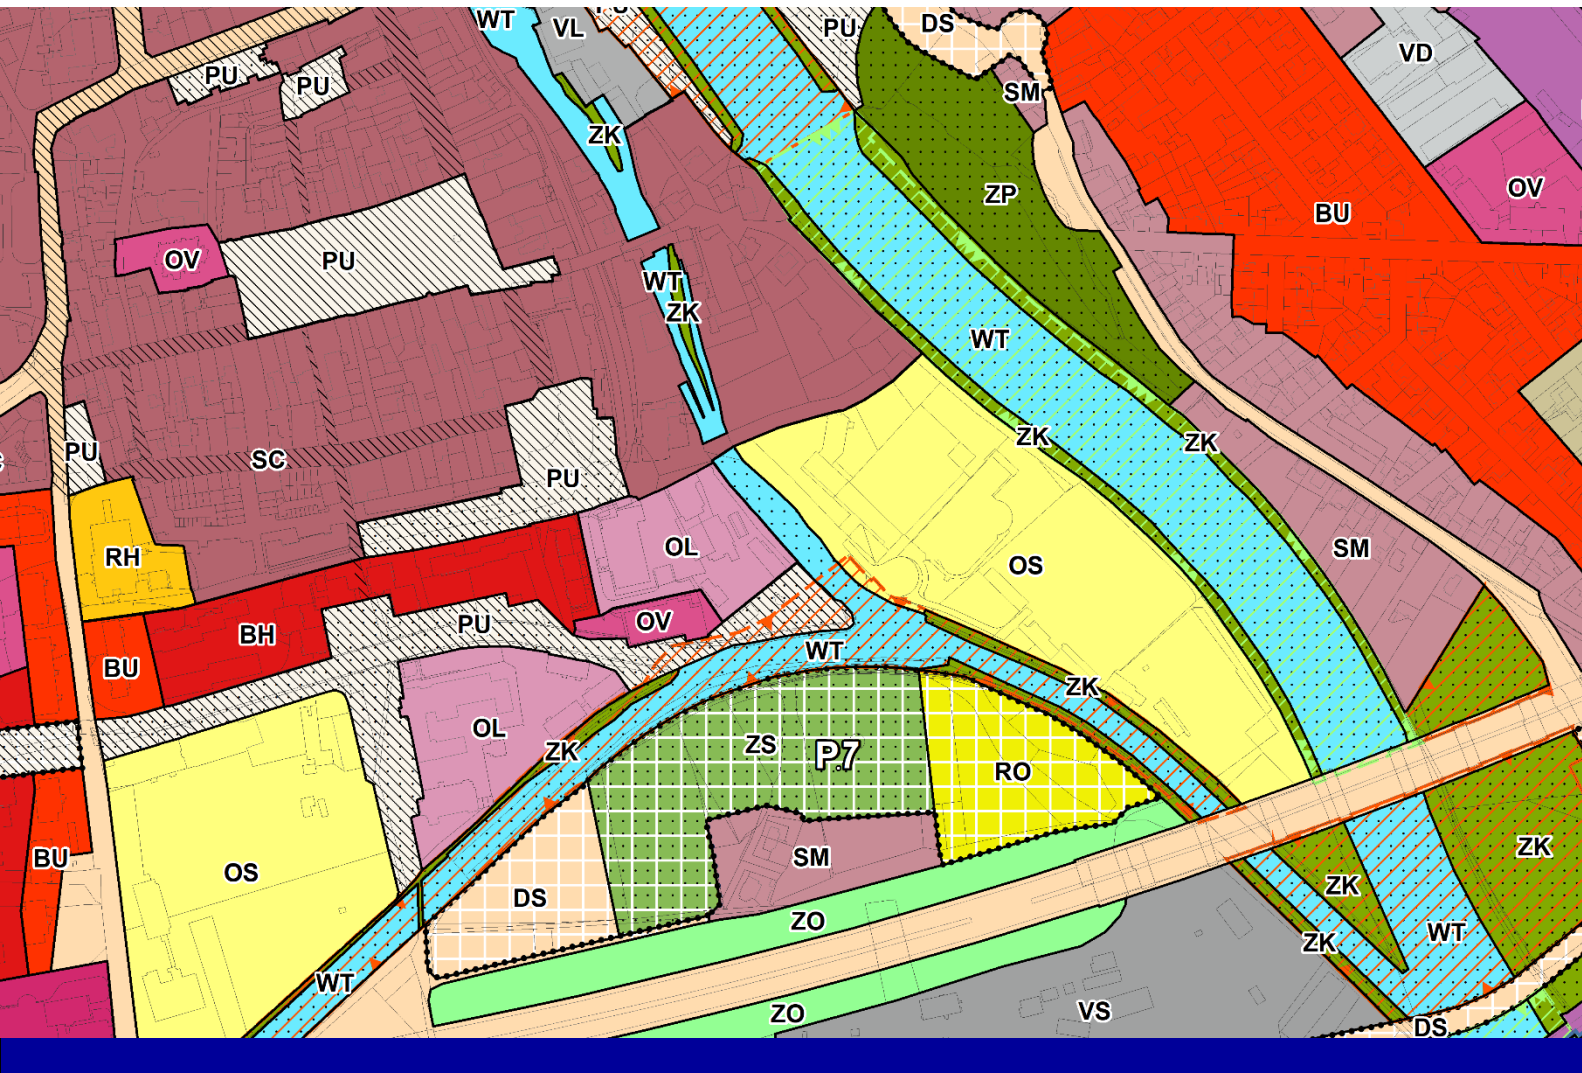 WT
VL
PU
DS
VD
PU
PU
SM
ZK
ZP
OV
BU
OV
PU
WT
ZK
WT
ZK
ZK
PU
SC
PU
OL
SM
RH
OS
OV
PU
BH
WT
BU
ZK
OL
ZK
ZS
P.7
RO
BU
OS
SM
ZK
ZK
DS
ZO
WT
ZK
WT
ZO
VS
DS